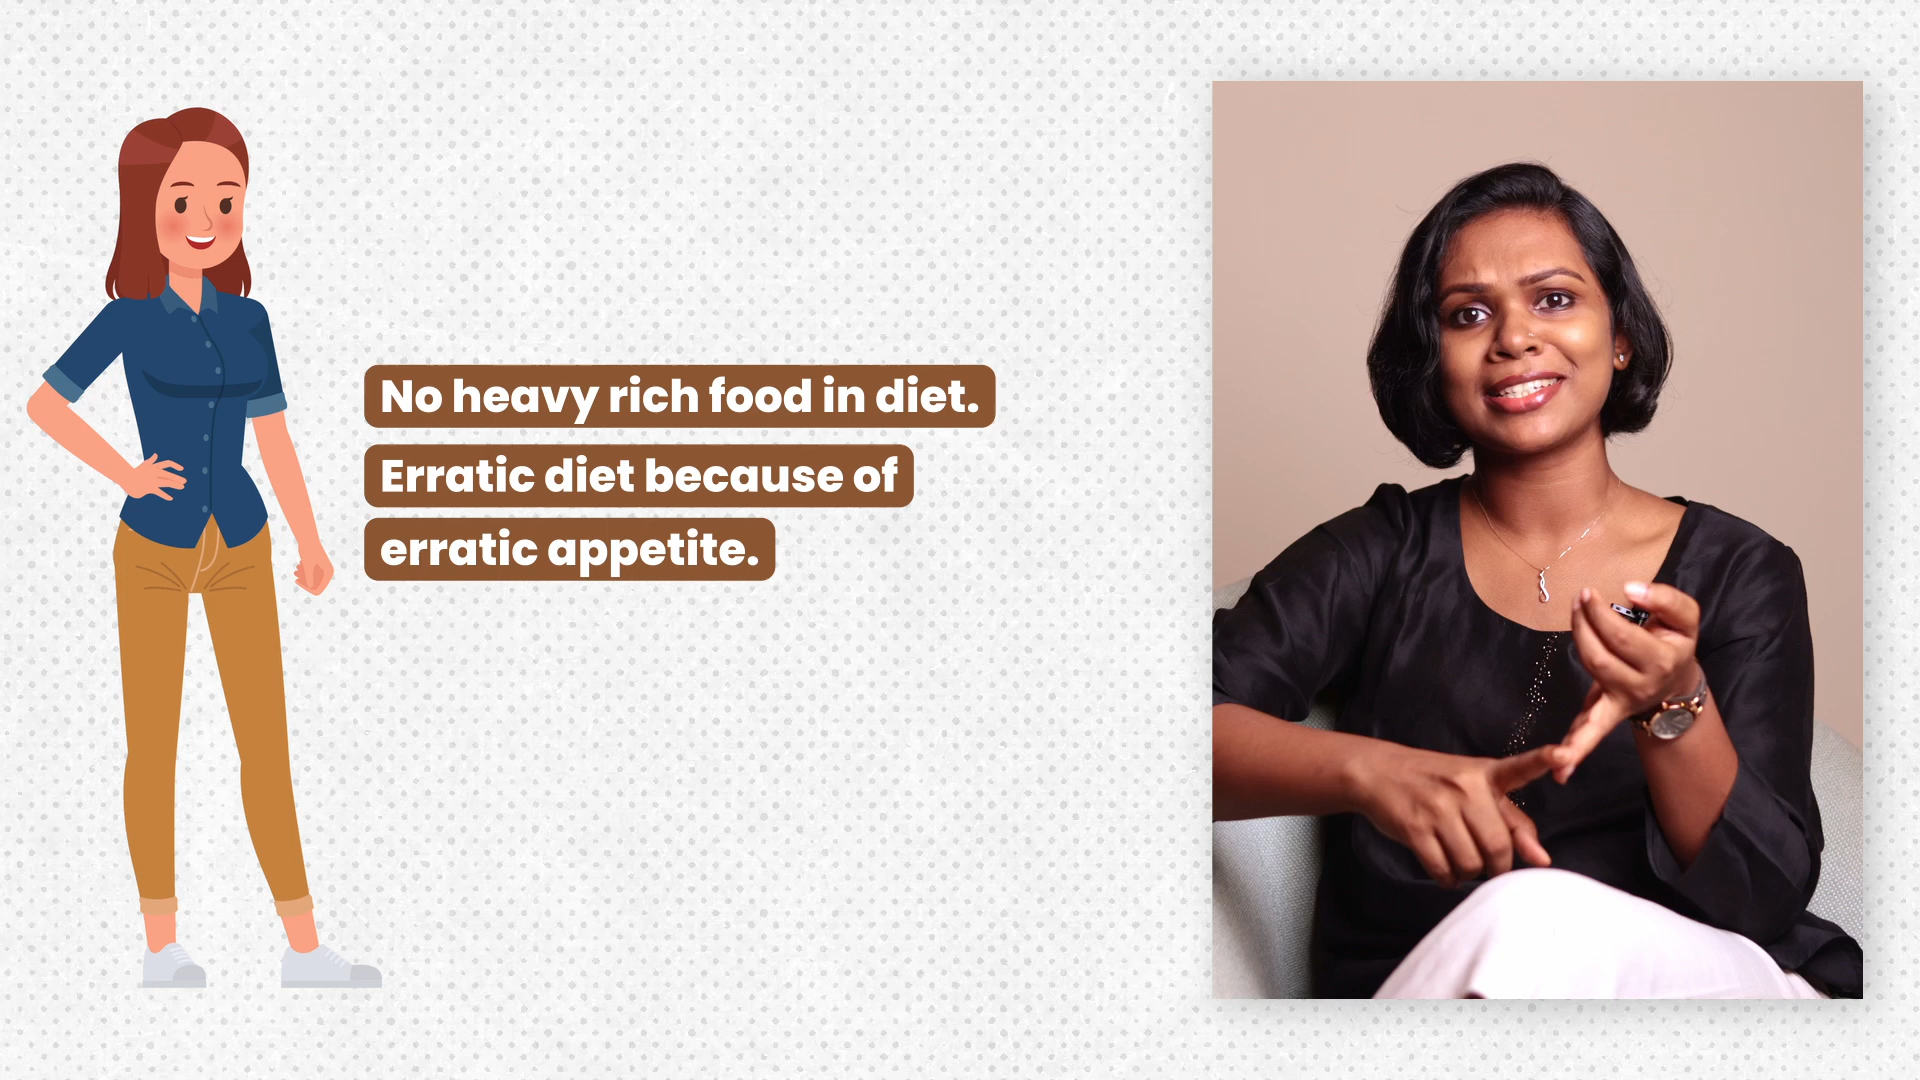 No heavy rich food in diet.
Erratic diet because of
erratic appetite.